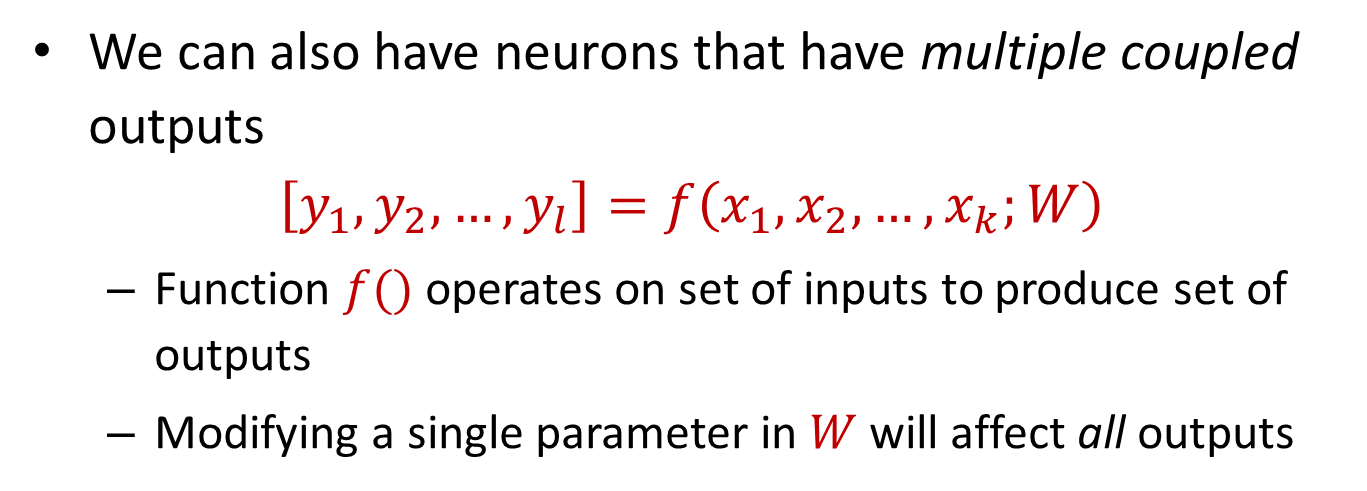 • We can also have neurons that have multiple coupled
outputs
[y₁, y₂, … , yₗ] = f(x₁, x₂, … , xₖ; W)
– Function f() operates on set of inputs to produce set of
outputs
– Modifying a single parameter in W will affect all outputs